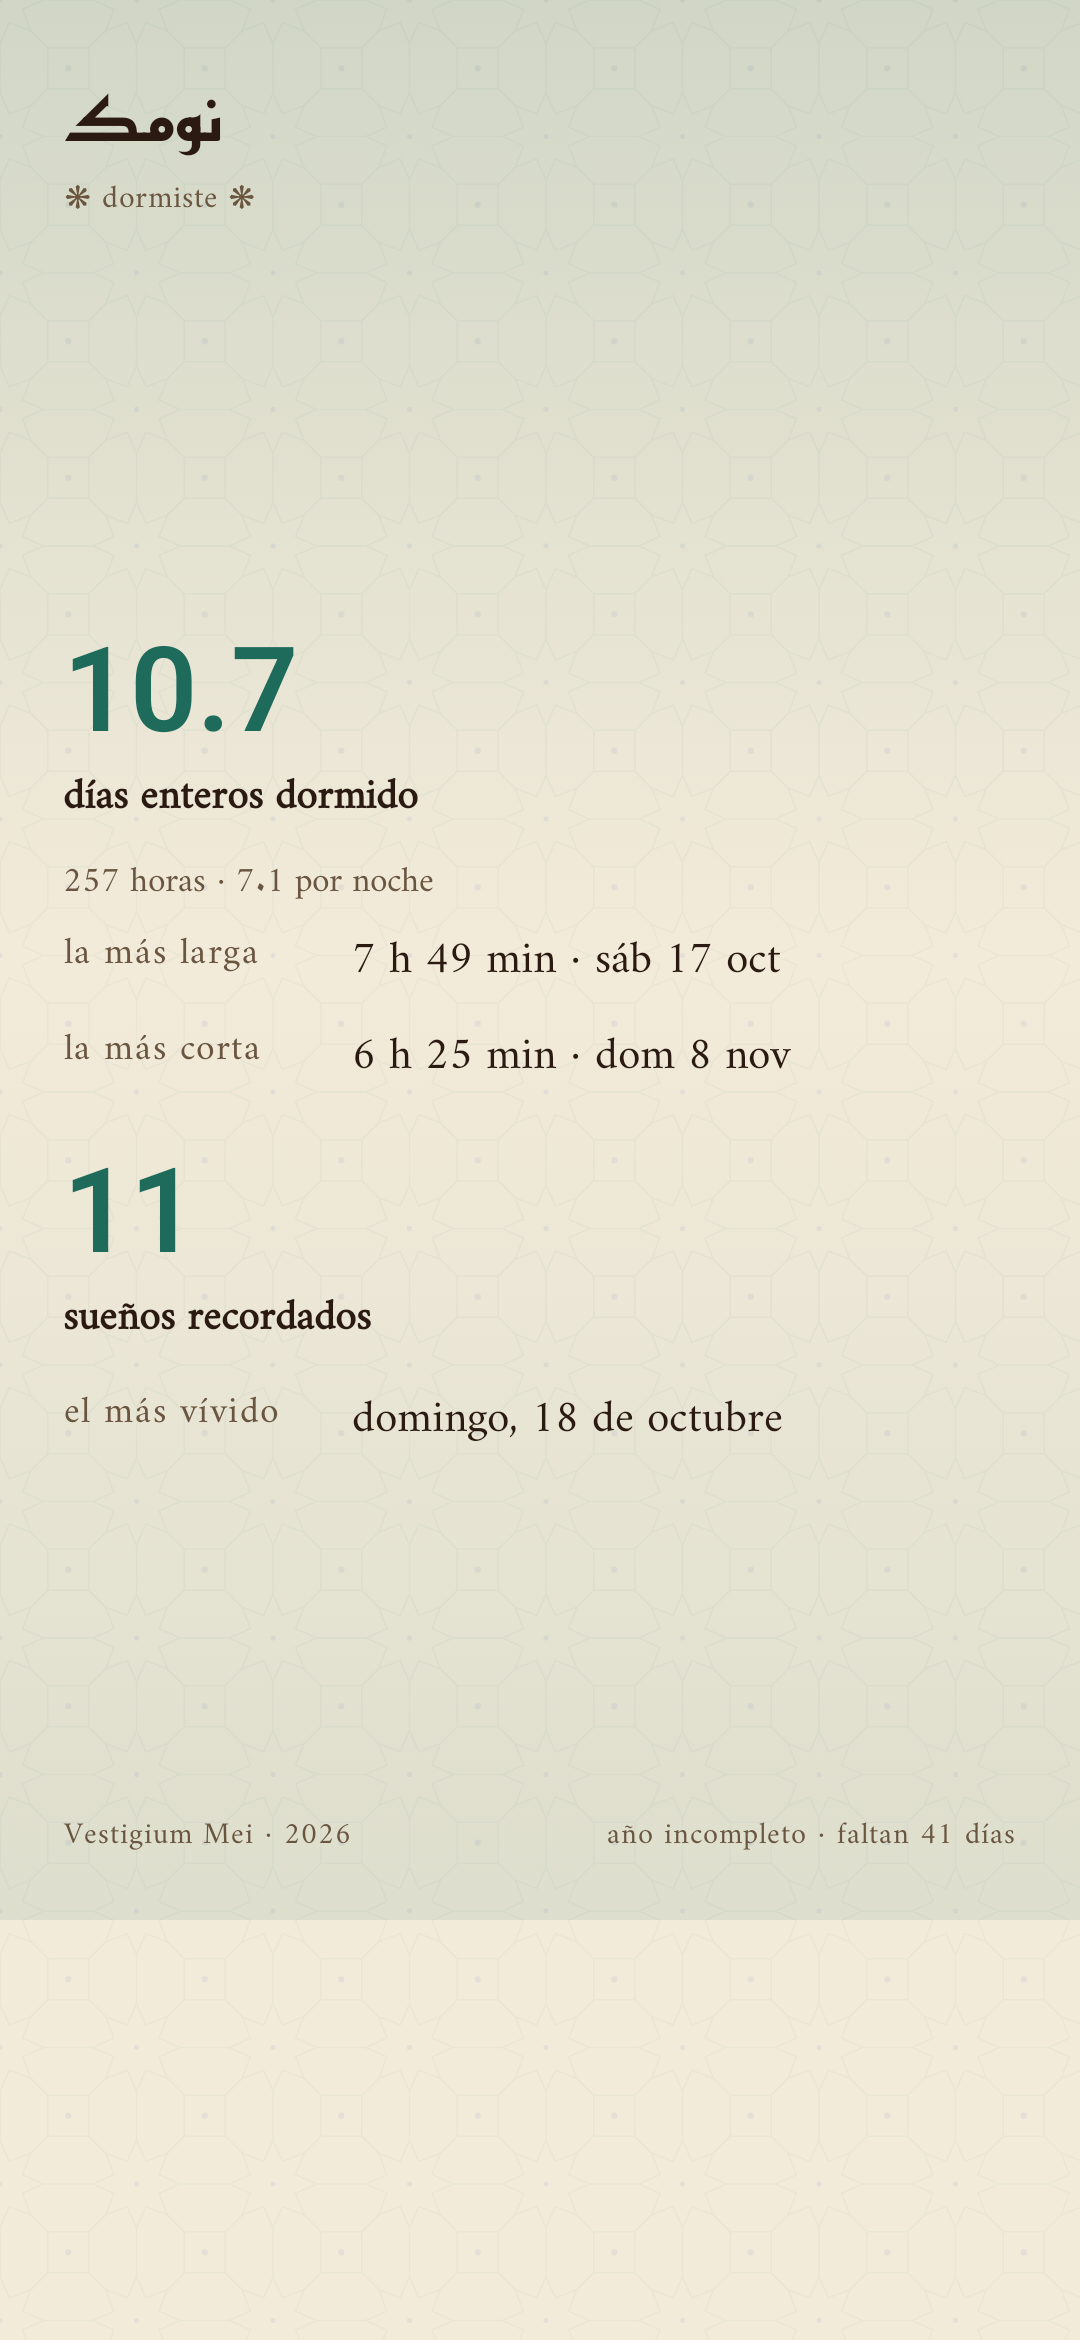 نومك
❋ dormiste ❋
10.7
días enteros dormido
257 horas · 7.1 por noche
la más larga 7 h 49 min · sáb 17 oct
la más corta 6 h 25 min · dom 8 nov
11
sueños recordados
el más vívido domingo, 18 de octubre
Vestigium Mei · 2026 año incompleto · faltan 41 días